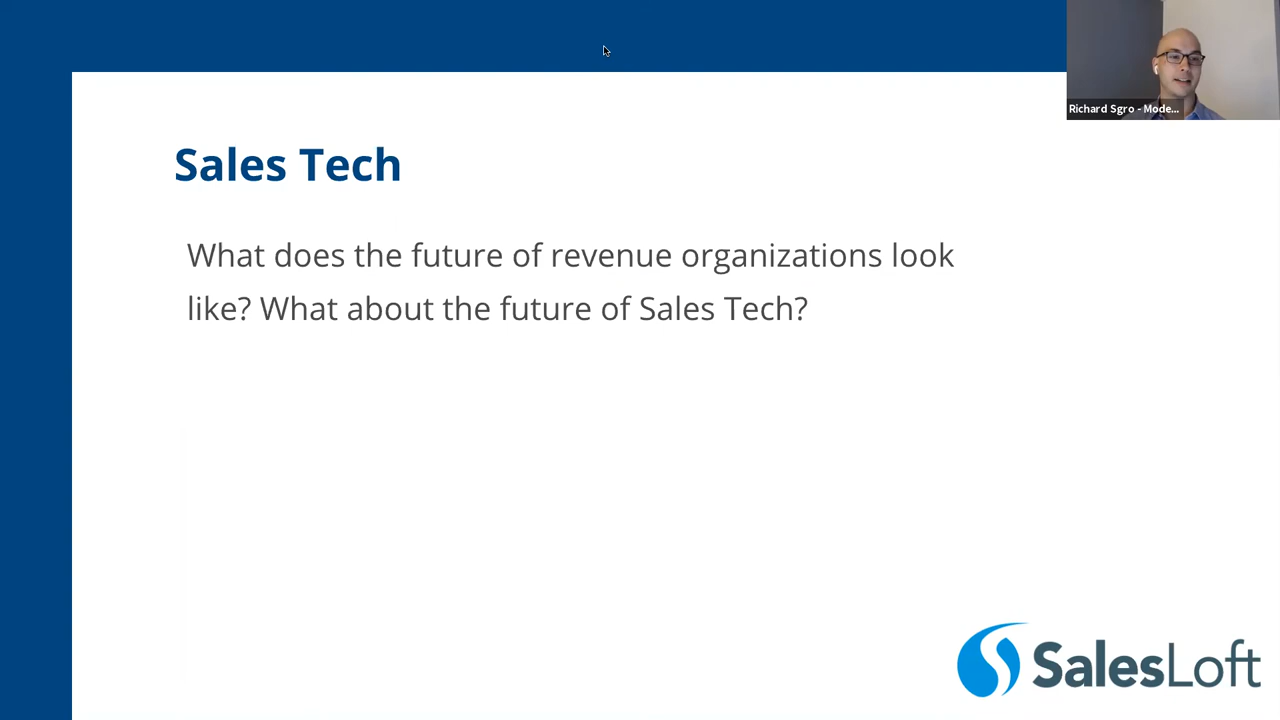 Richard Sgro - Mode...
Sales Tech
What does the future of revenue organizations look
like? What about the future of Sales Tech?
SalesLoft